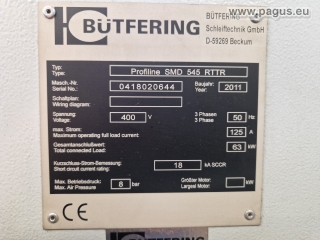 www.pagus.eu
BÜTFERING
BÜTFERING
Schleiftechnik GmbH
D-59269 Beckum
Typ:
Type:
Profiline SMD 545 RTTR
Masch.-Nr.
Serial No.:
0418020644
Baujahr:
Year:
2011
Schaltplan:
Wiring diagram:
Spannung:
Voltage:
400
V
3 Phasen
3 Phases
50
Hz
max. Strom:
Maximum operating full load current:
125
A
Gesamtanschlußwert:
Total connected Load:
63
kW
Kurzschluss-Strom-Bemessung:
Short circuit current rating:
18
kA SCCR
Max. Betriebsdruck:
Max. Air Pressure
8
bar
Größter Motor:
Largest Motor:
kW
CE
BÜTFERING